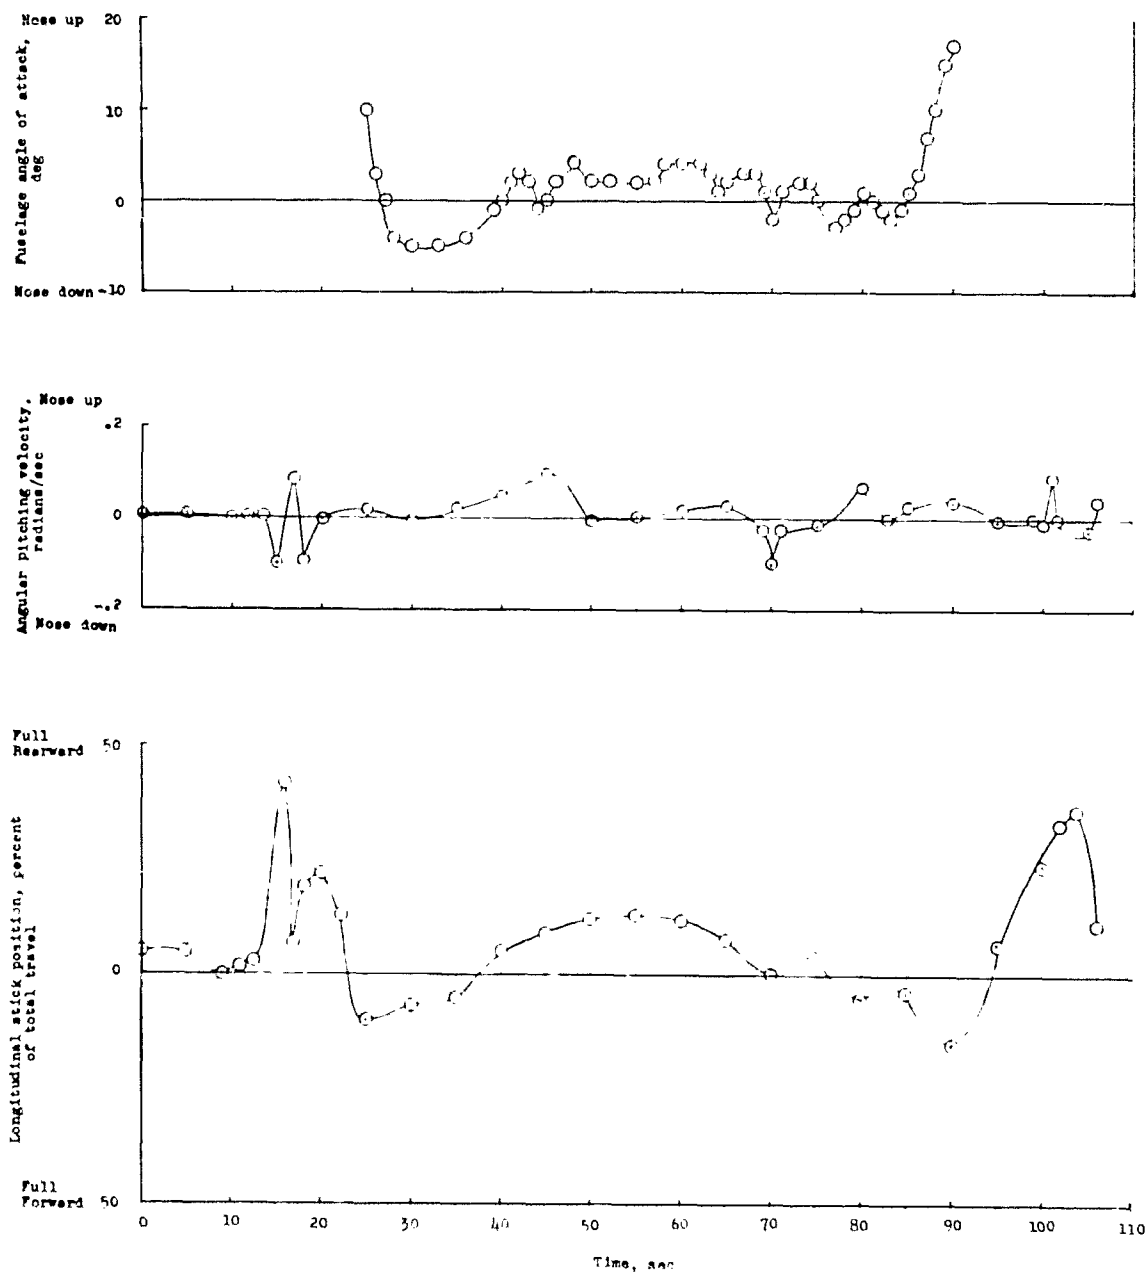 Nose up
20
10
0
Nose down -10
Fuselage angle of attack,
deg
Nose up
.2
0
-.2
Nose down
Angular pitching velocity,
radians/sec
Full
Rearward
50
0
Full
Forward
50
Longitudinal stick position, percent
of total travel
0 10 20 30 40 50 60 70 80 90 100 110
Time, sec